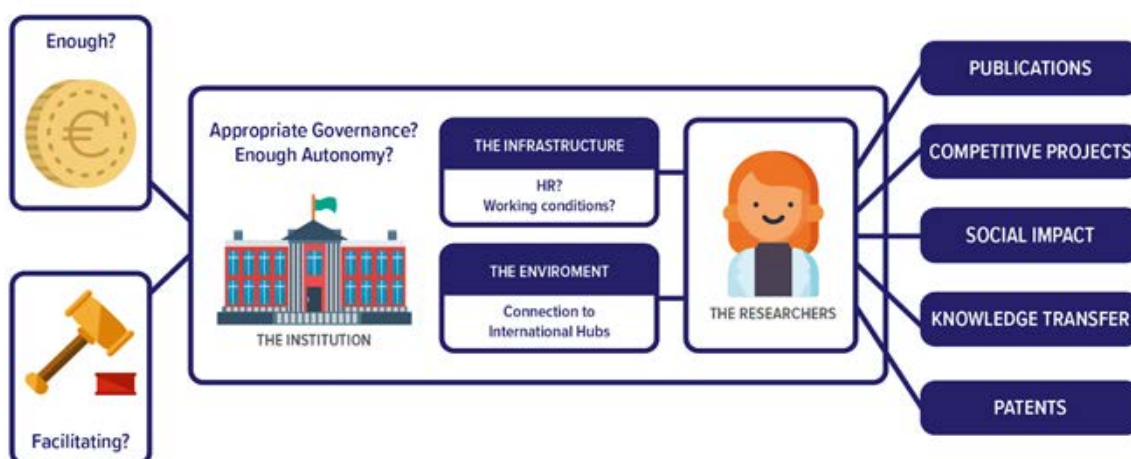 Enough?
€
Facilitating?
Appropriate Governance?
Enough Autonomy?
THE INSTITUTION
THE INFRASTRUCTURE
HR?
Working conditions?
THE ENVIROMENT
Connection to
International Hubs
THE RESEARCHERS
PUBLICATIONS
COMPETITIVE PROJECTS
SOCIAL IMPACT
KNOWLEDGE TRANSFER
PATENTS